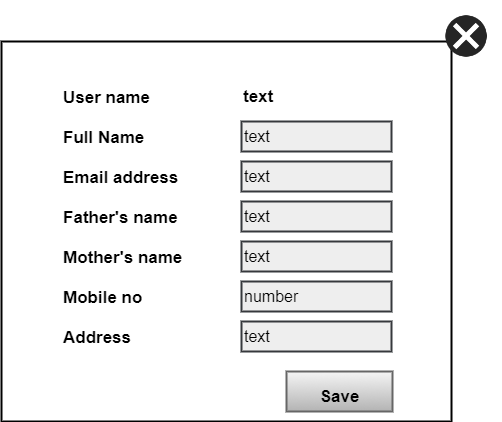 User name text
Full Name text
Email address text
Father's name text
Mother's name text
Mobile no number
Address text
Save